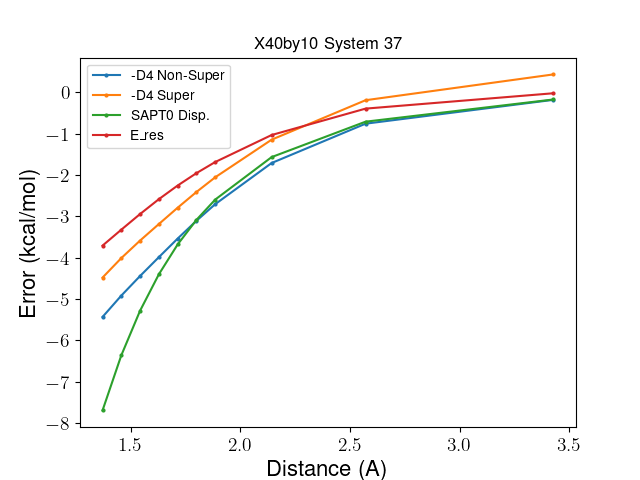 X40by10 System 37
-D4 Non-Super
-D4 Super
SAPT0 Disp.
E_res
Error (kcal/mol)
0
−1
−2
−3
−4
−5
−6
−7
−8
1.5 2.0 2.5 3.0 3.5
Distance (A)